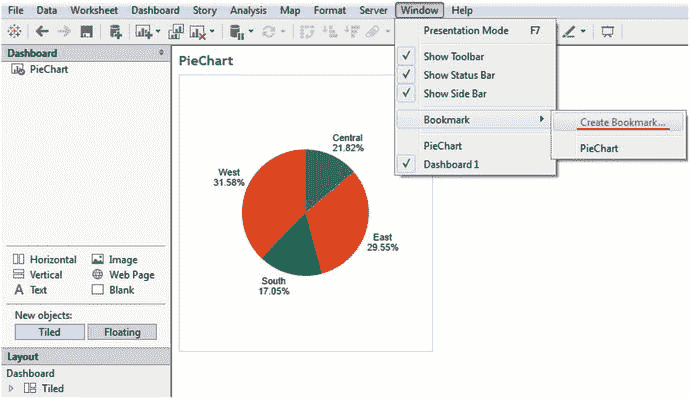 File Data Worksheet Dashboard Story Analysis Map Format Server Window Help
Dashboard
PieChart
Horizontal Image
Vertical Web Page
A Text Blank
New objects:
Tiled Floating
Layout
Dashboard
Tiled
PieChart
Central
21.82%
West
31.58%
East
29.55%
South
17.05%
Presentation Mode F7
Show Toolbar
Show Status Bar
Show Side Bar
Bookmark
PieChart
Dashboard 1
Create Bookmark...
PieChart